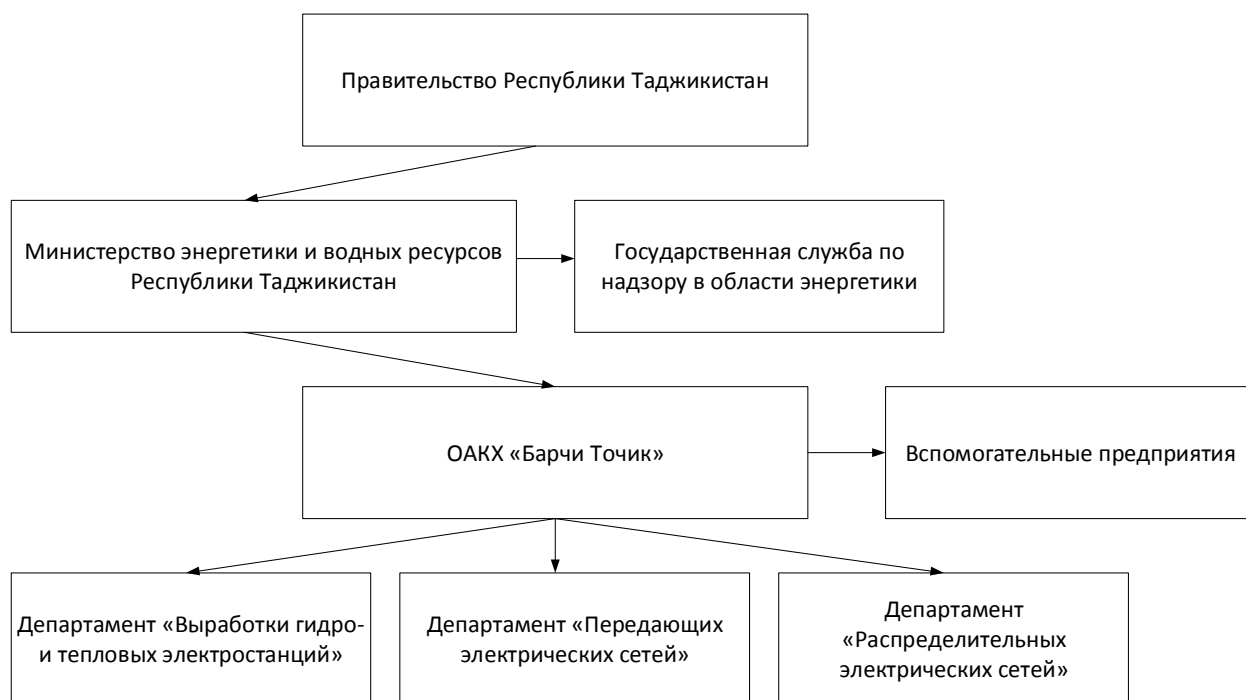 Правительство Республики Таджикистан
Министерство энергетики и водных ресурсов
Республики Таджикистан
Государственная служба по
надзору в области энергетики
ОАКХ «Барчи Точик»
Вспомогательные предприятия
Департамент «Выработки гидро-
и тепловых электростанций»
Департамент «Передающих
электрических сетей»
Департамент
«Распределительных
электрических сетей»